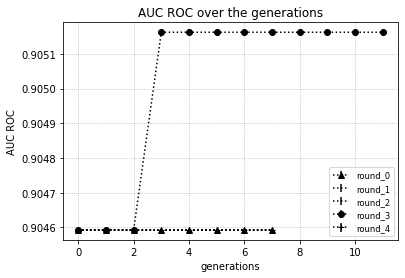 AUC ROC over the generations
0.9051
0.9050
0.9049
0.9048
0.9047
0.9046
AUC ROC
0 2 4 6 8 10
generations
round_0
round_1
round_2
round_3
round_4